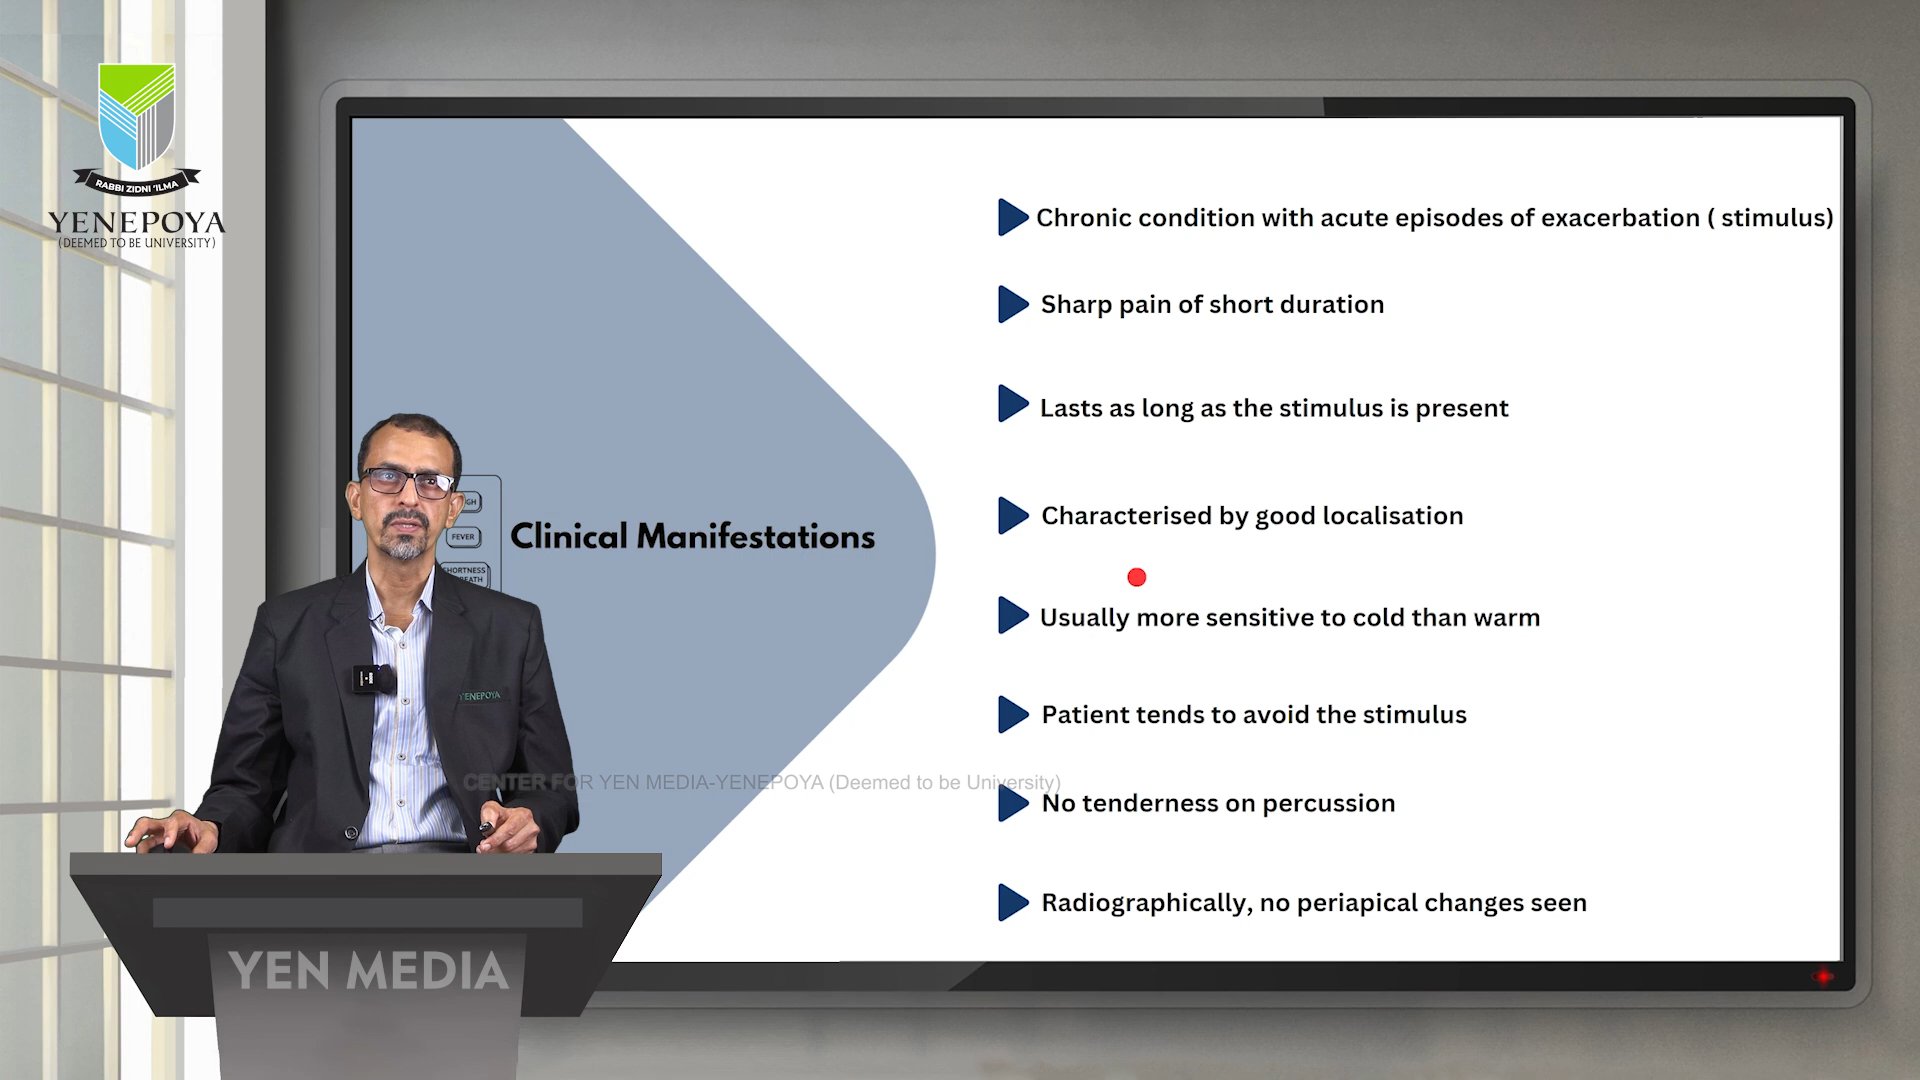 RABBI ZIDNI 'ILMA
YENEPOYA
(DEEMED TO BE UNIVERSITY)
Chronic condition with acute episodes of exacerbation ( stimulus)
Sharp pain of short duration
Lasts as long as the stimulus is present
Characterised by good localisation
Usually more sensitive to cold than warm
Patient tends to avoid the stimulus
No tenderness on percussion
Radiographically, no periapical changes seen
FEVER
Clinical Manifestations
YENEPOYA
CENTER FOR YEN MEDIA-YENEPOYA (Deemed to be University)
YEN MEDIA